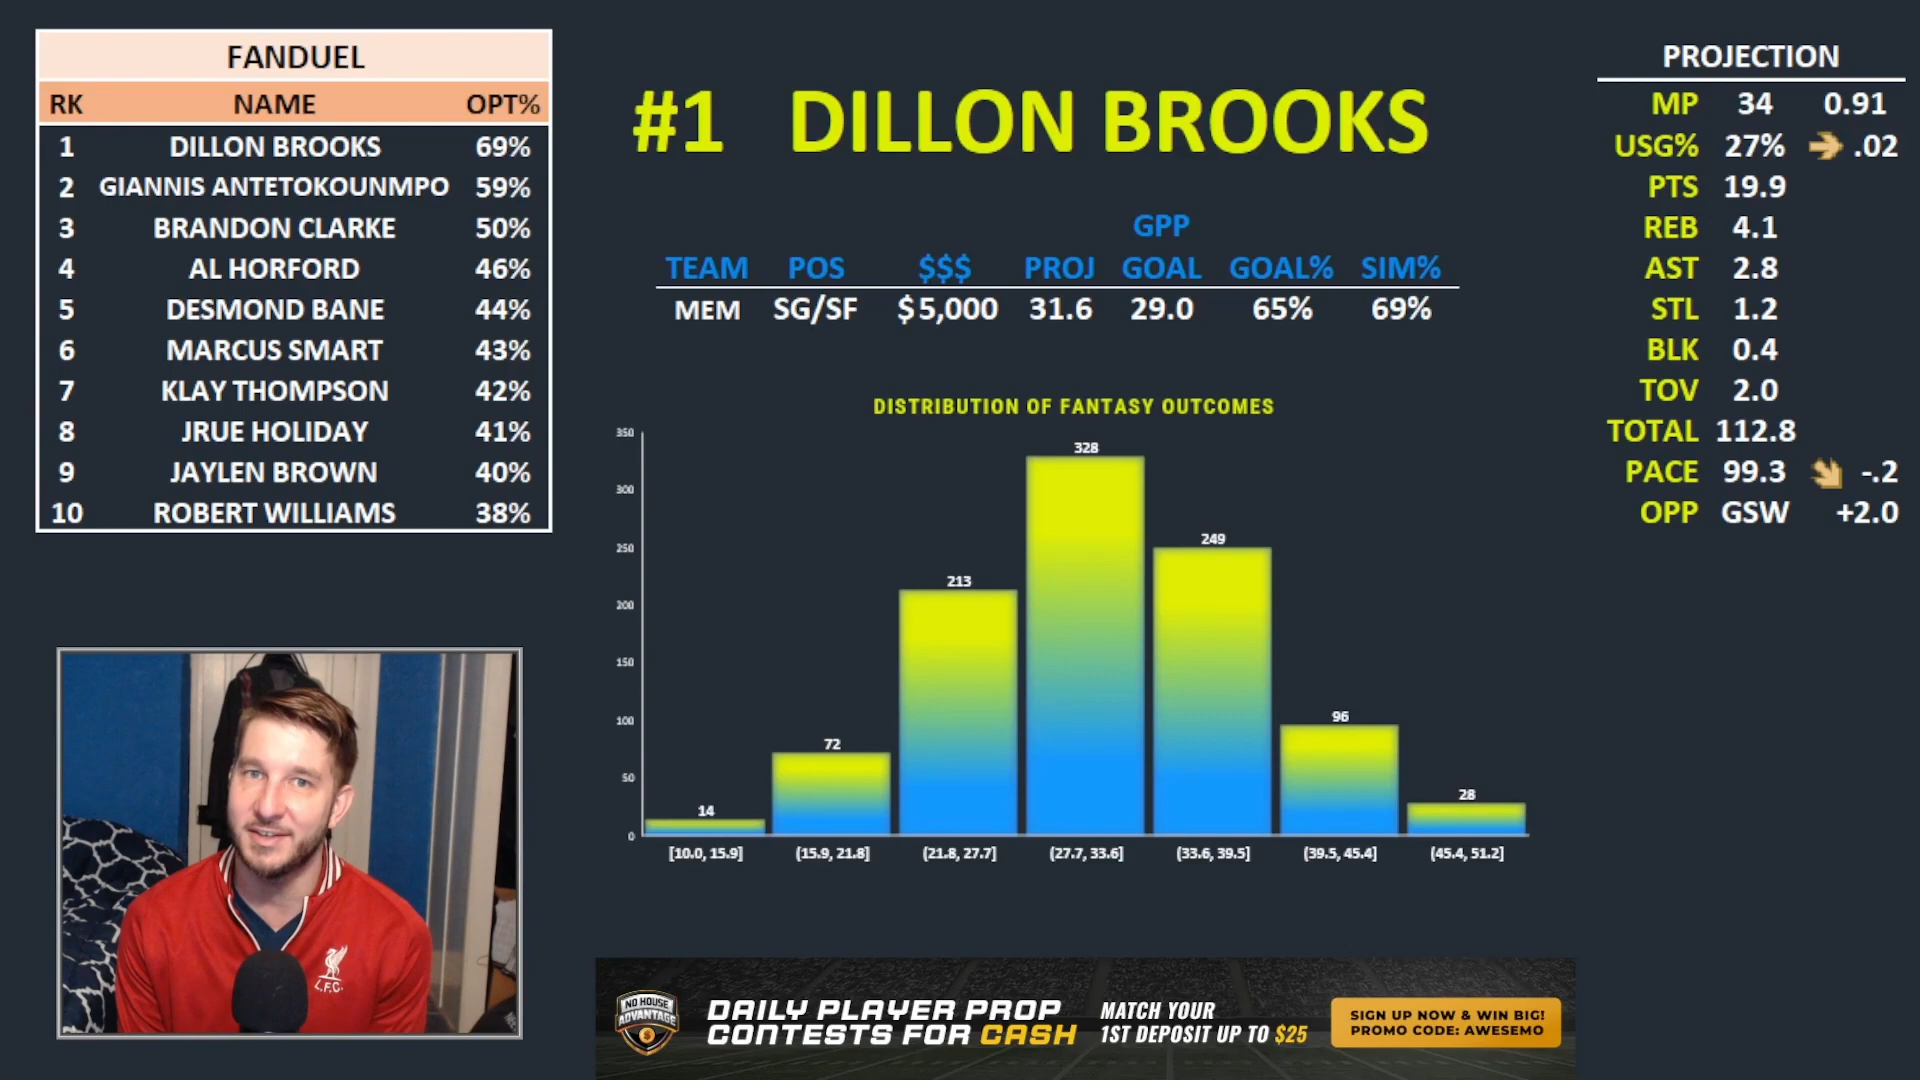 FANDUEL
RK NAME OPT%
1 DILLON BROOKS 69%
2 GIANNIS ANTETOKOUNMPO 59%
3 BRANDON CLARKE 50%
4 AL HORFORD 46%
5 DESMOND BANE 44%
6 MARCUS SMART 43%
7 KLAY THOMPSON 42%
8 JRUE HOLIDAY 41%
9 JAYLEN BROWN 40%
10 ROBERT WILLIAMS 38%
#1 DILLON BROOKS
GPP
TEAM POS $$$ PROJ GOAL GOAL% SIM%
MEM SG/SF $5,000 31.6 29.0 65% 69%
DISTRIBUTION OF FANTASY OUTCOMES
350
300
250
200
150
100
50
0
14
72
213
328
249
96
28
[10.0, 15.9] (15.9, 21.8] (21.8, 27.7] (27.7, 33.6] (33.6, 39.5] (39.5, 45.4] (45.4, 51.2]
PROJECTION
MP 34 0.91
USG% 27% .02
PTS 19.9
REB 4.1
AST 2.8
STL 1.2
BLK 0.4
TOV 2.0
TOTAL 112.8
PACE 99.3 -.2
OPP GSW +2.0
L.F.C.
NO HOUSE
ADVANTAGE
DAILY PLAYER PROP
CONTESTS FOR CASH
MATCH YOUR
1ST DEPOSIT UP TO $25
SIGN UP NOW & WIN BIG!
PROMO CODE: AWESEMO